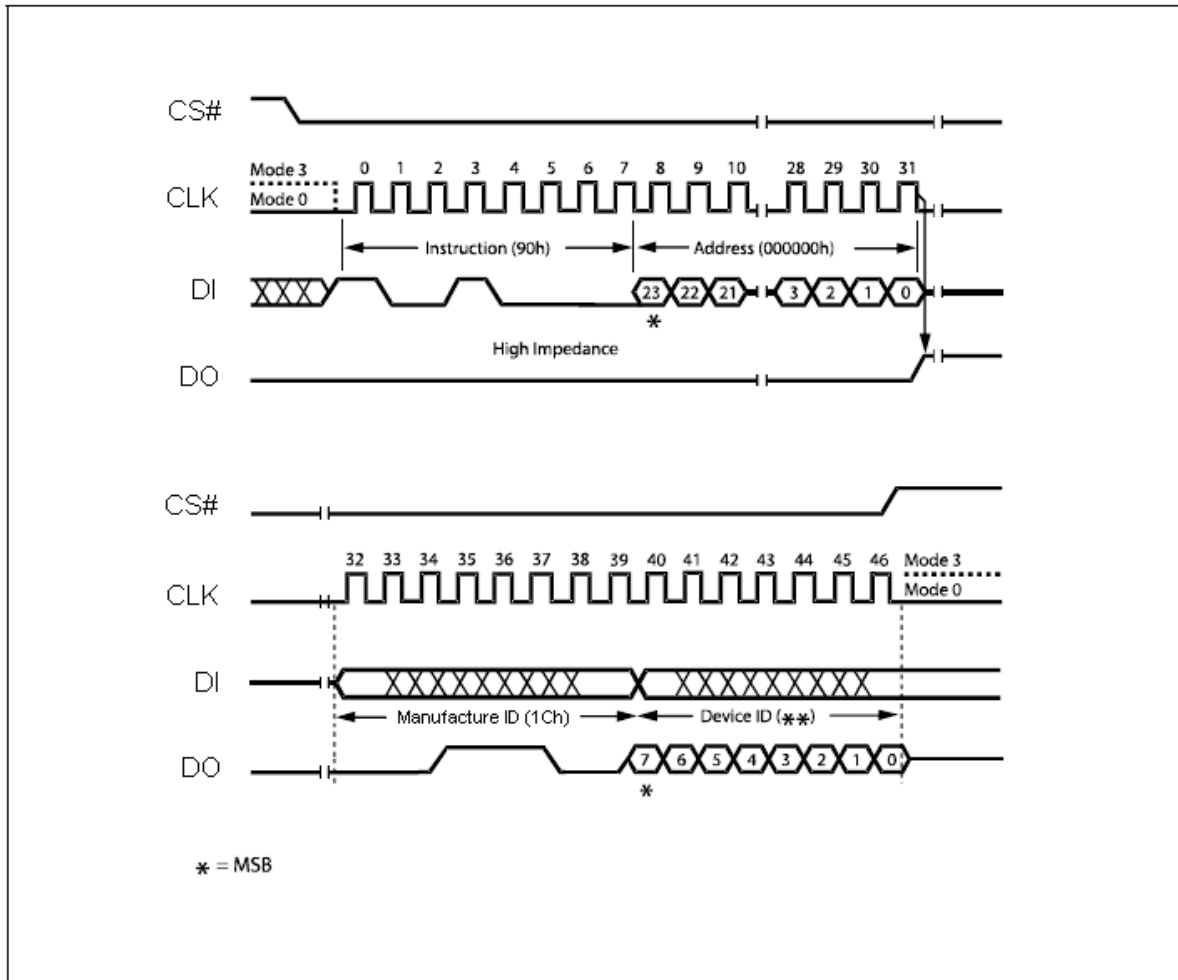 CS#
Mode 3
0 1 2 3 4 5 6 7 8 9 10 28 29 30 31
CLK
Mode 0
Instruction (90h) Address (000000h)
DI
23 22 21 3 2 1 0
*
High Impedance
DO
CS#
32 33 34 35 36 37 38 39 40 41 42 43 44 45 46
Mode 3
CLK
Mode 0
DI
Manufacture ID (1Ch) Device ID (**)
DO
7 6 5 4 3 2 1 0
*
* = MSB